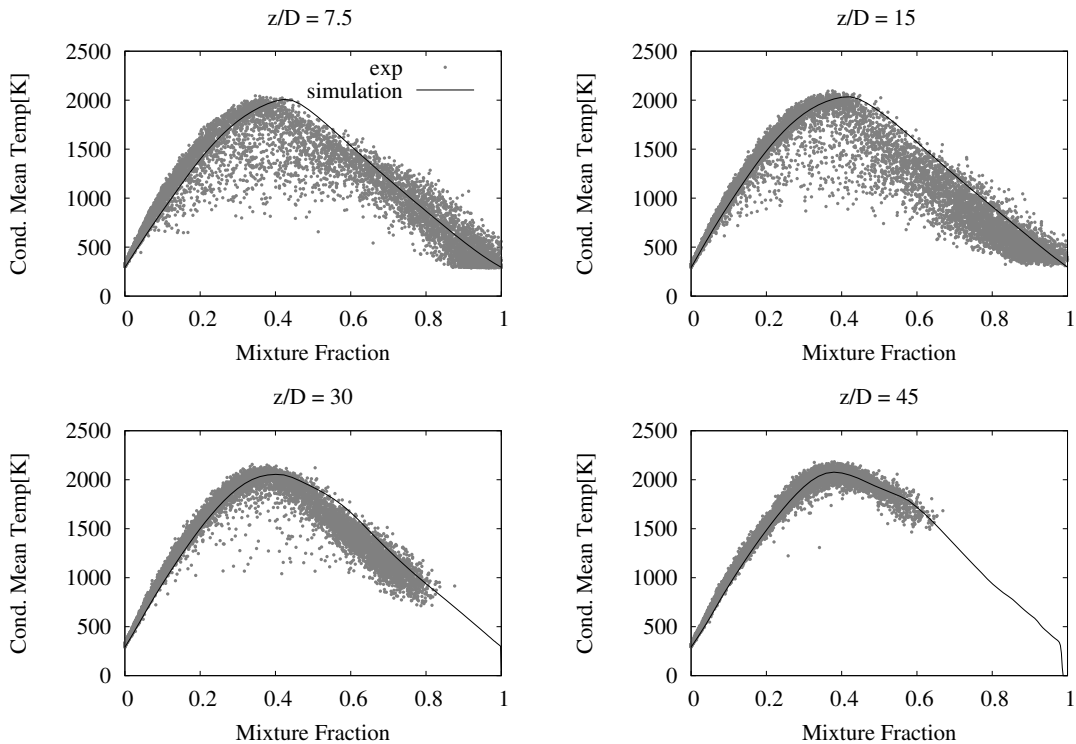 z/D = 7.5
2500
2000
1500
1000
500
0
Cond. Mean Temp[K]
exp
simulation
0 0.2 0.4 0.6 0.8 1
Mixture Fraction
z/D = 15
2500
2000
1500
1000
500
0
Cond. Mean Temp[K]
0 0.2 0.4 0.6 0.8 1
Mixture Fraction
z/D = 30
2500
2000
1500
1000
500
0
Cond. Mean Temp[K]
0 0.2 0.4 0.6 0.8 1
Mixture Fraction
z/D = 45
2500
2000
1500
1000
500
0
Cond. Mean Temp[K]
0 0.2 0.4 0.6 0.8 1
Mixture Fraction